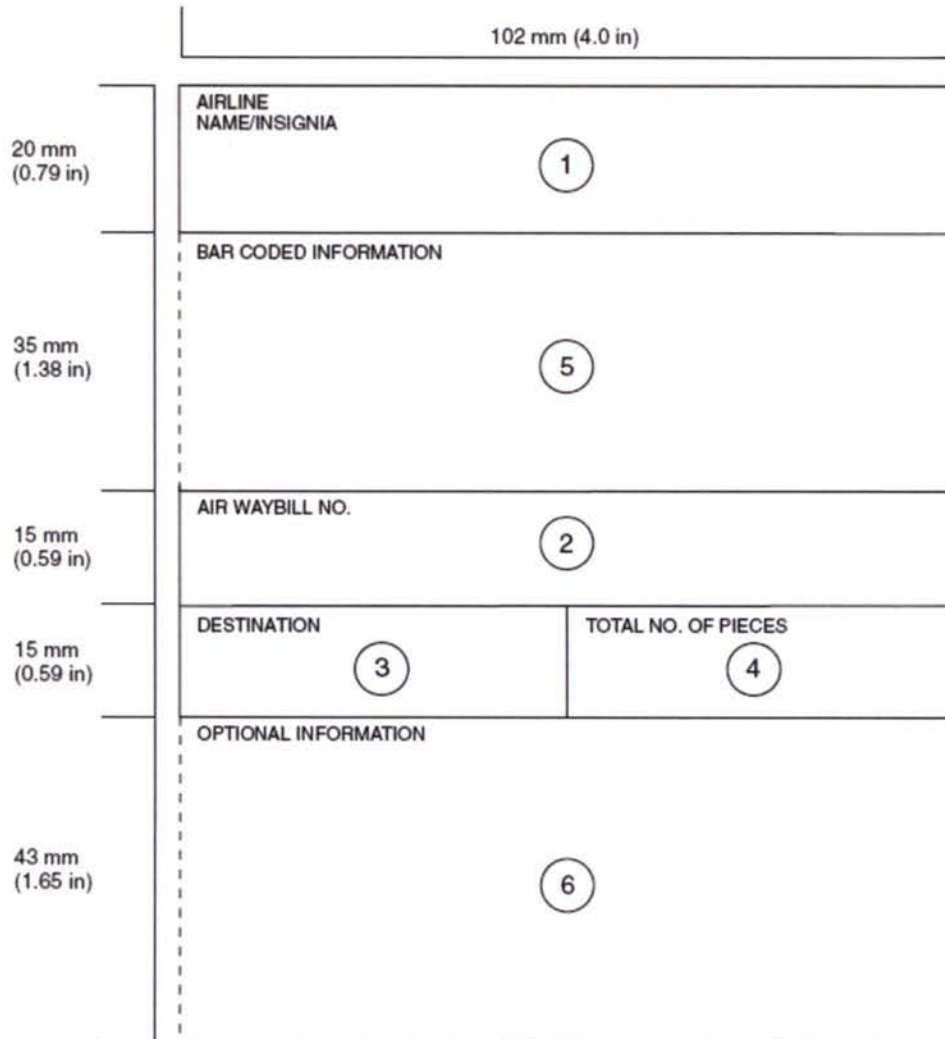 102 mm (4.0 in)
AIRLINE
NAME/INSIGNIA
20 mm
(0.79 in)
1
BAR CODED INFORMATION
35 mm
(1.38 in)
5
AIR WAYBILL NO.
15 mm
(0.59 in)
2
DESTINATION
TOTAL NO. OF PIECES
15 mm
(0.59 in)
3
4
OPTIONAL INFORMATION
43 mm
(1.65 in)
6